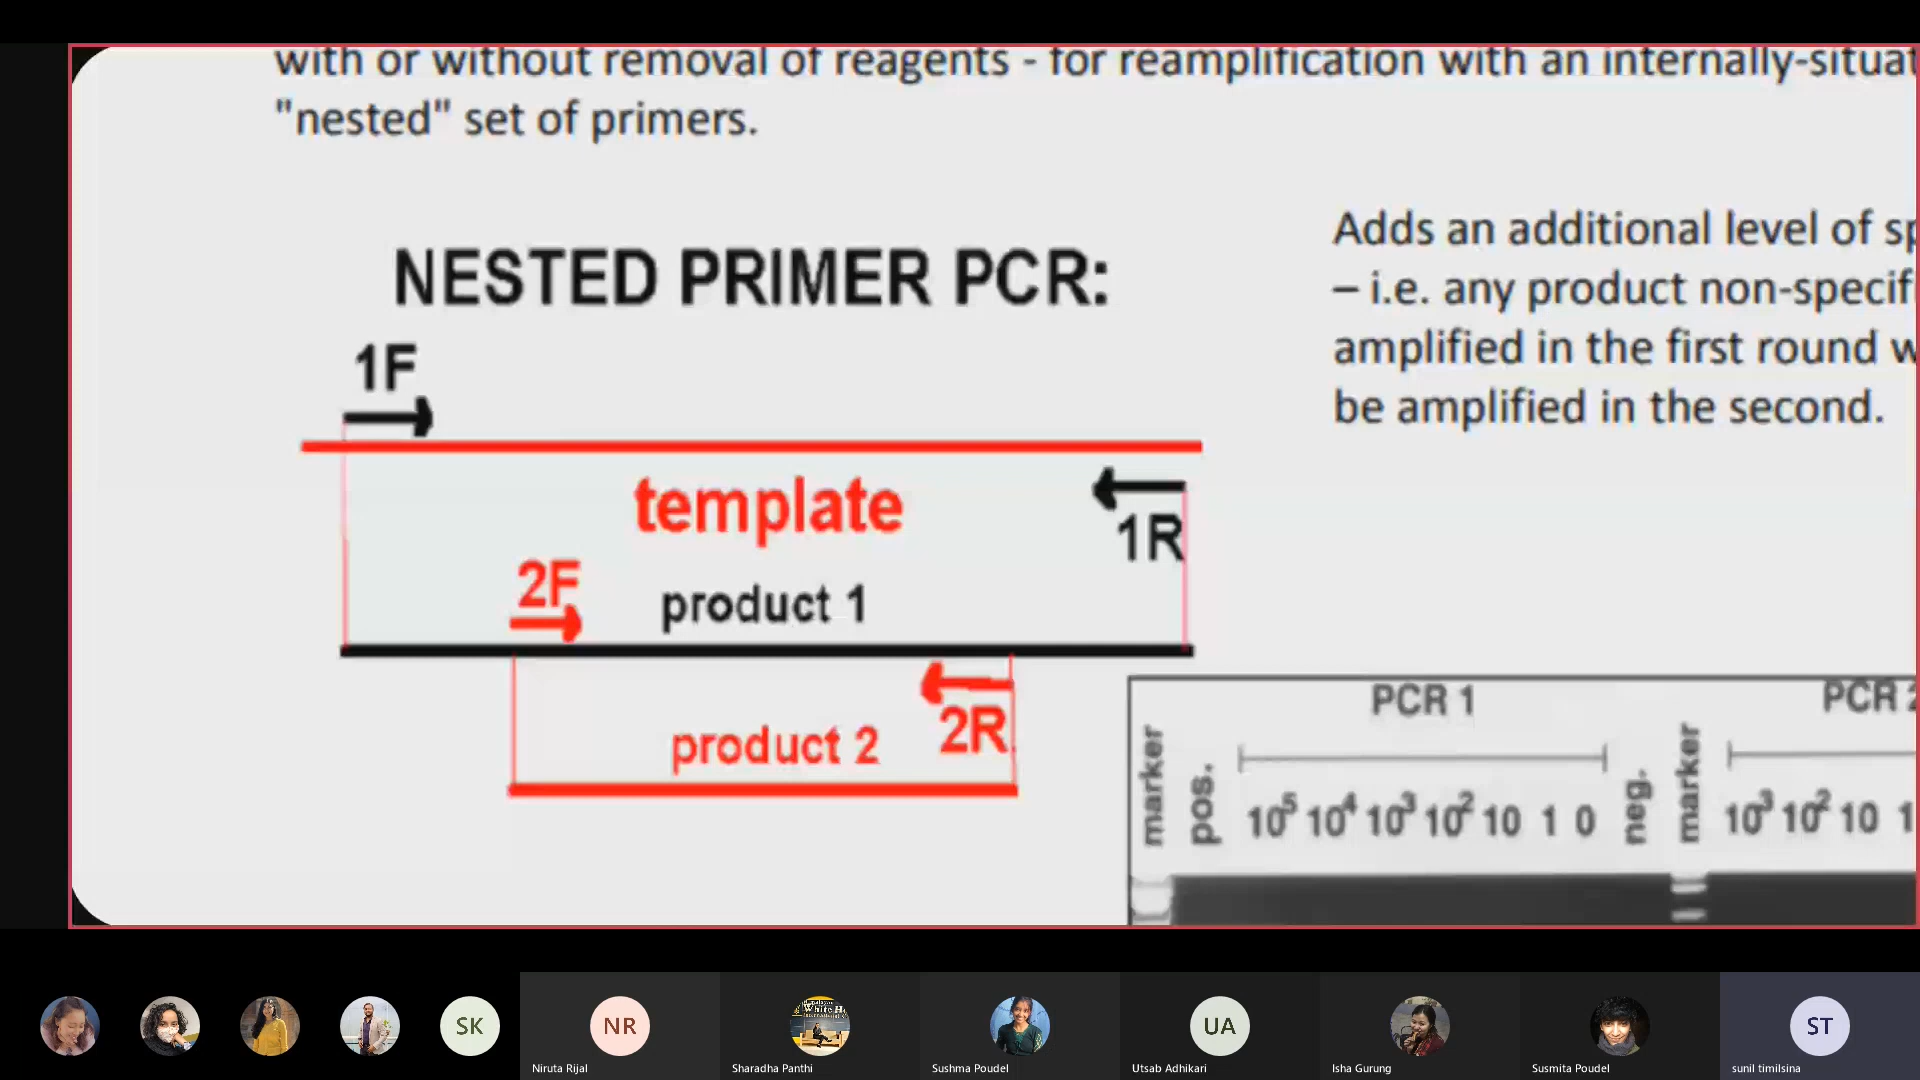 with or without removal of reagents - for reamplification with an internally-situat
"nested" set of primers.
NESTED PRIMER PCR:
Adds an additional level of sp
– i.e. any product non-specif
amplified in the first round w
be amplified in the second.
1F
template
1R
2F
product 1
2R
product 2
PCR 1
PCR 2
marker
pos.
10⁵ 10⁴ 10³ 10² 10 1 0
neg.
marker
10³ 10² 10 1
SK
NR
White H
UA
ST
Niruta Rijal
Sharadha Panthi
Sushma Poudel
Utsab Adhikari
Isha Gurung
Susmita Poudel
sunil timilsina